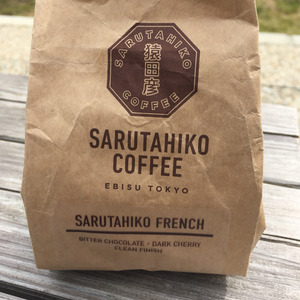 SARUTAHIKO
猿田彦
COFFEE
SARUTAHIKO
COFFEE
EBISU TOKYO
SARUTAHIKO FRENCH
BITTER CHOCOLATE · DARK CHERRY
CLEAN FINISH